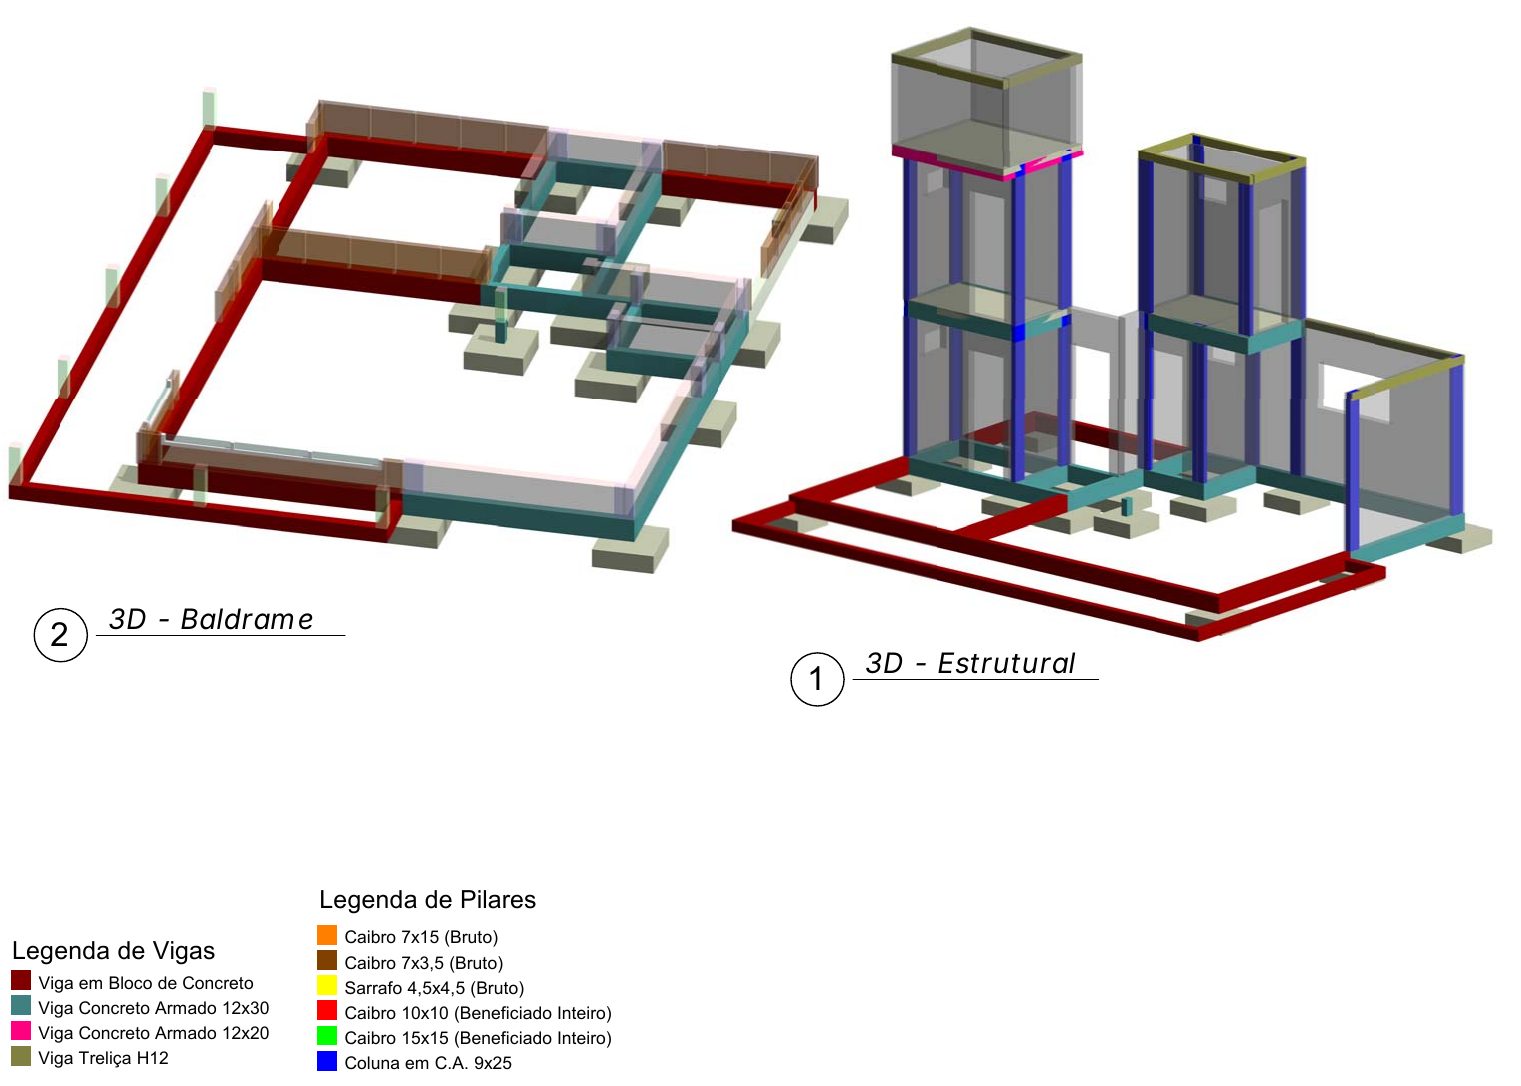 2 3D - Baldrame
1 3D - Estrutural
Legenda de Vigas
Viga em Bloco de Concreto
Viga Concreto Armado 12x30
Viga Concreto Armado 12x20
Viga Treliça H12
Legenda de Pilares
Caibro 7x15 (Bruto)
Caibro 7x3,5 (Bruto)
Sarrafo 4,5x4,5 (Bruto)
Caibro 10x10 (Beneficiado Inteiro)
Caibro 15x15 (Beneficiado Inteiro)
Coluna em C.A. 9x25